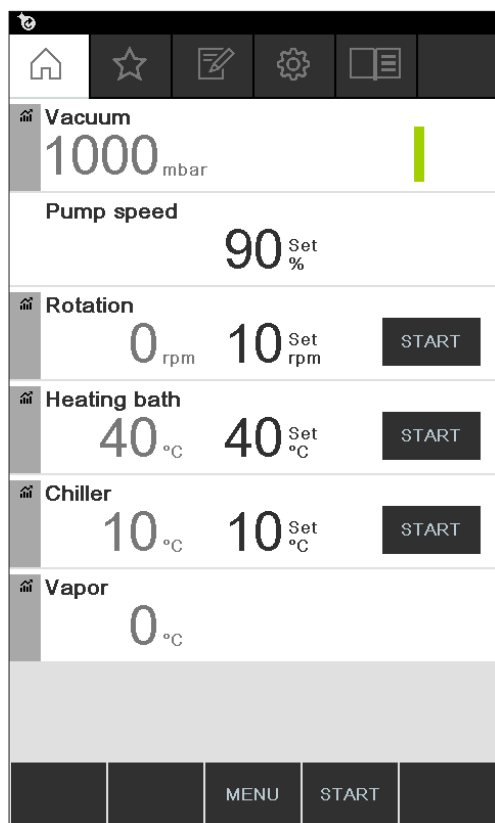 Vacuum
1000 mbar
Pump speed
90 Set %
Rotation
0 rpm 10 Set rpm START
Heating bath
40 °C 40 Set °C START
Chiller
10 °C 10 Set °C START
Vapor
0 °C
MENU START